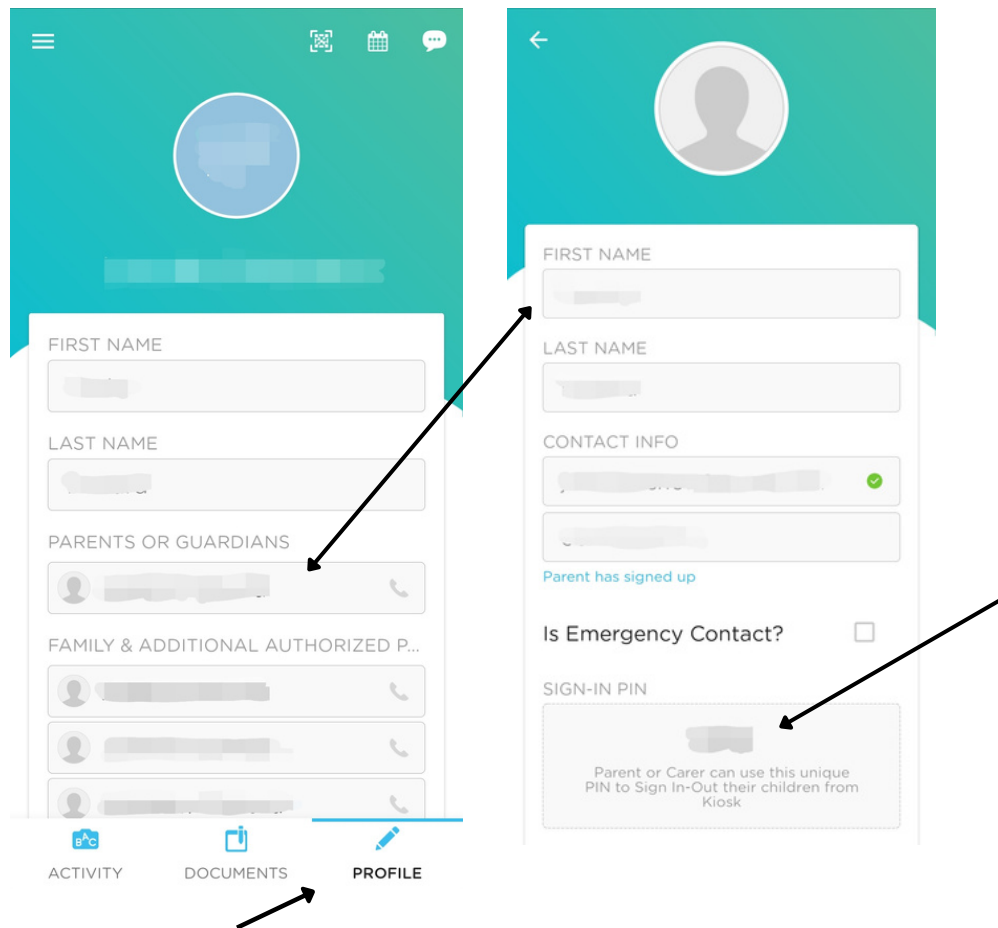 FIRST NAME
LAST NAME
PARENTS OR GUARDIANS
FAMILY & ADDITIONAL AUTHORIZED P...
BAC
ACTIVITY
DOCUMENTS
PROFILE
FIRST NAME
LAST NAME
CONTACT INFO
Parent has signed up
Is Emergency Contact?
SIGN-IN PIN
Parent or Carer can use this unique
PIN to Sign In-Out their children from
Kiosk